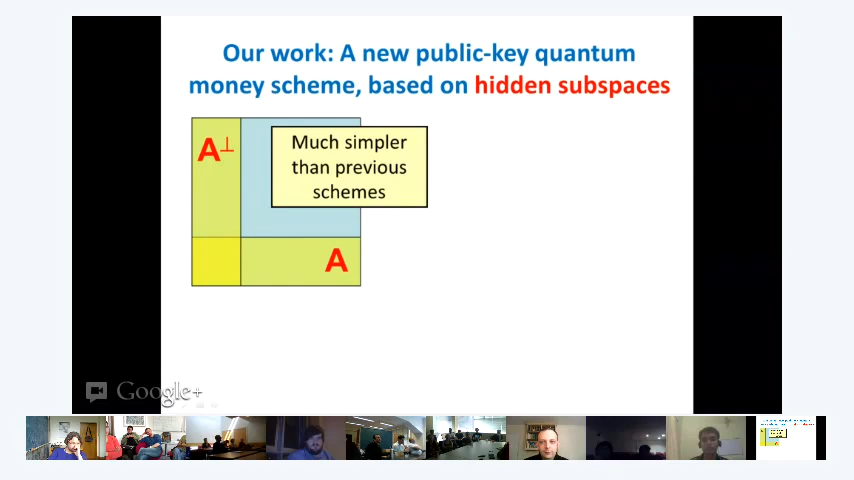 Our work: A new public-key quantum
money scheme, based on hidden subspaces
A⊥
Much simpler
than previous
schemes
A
Google+